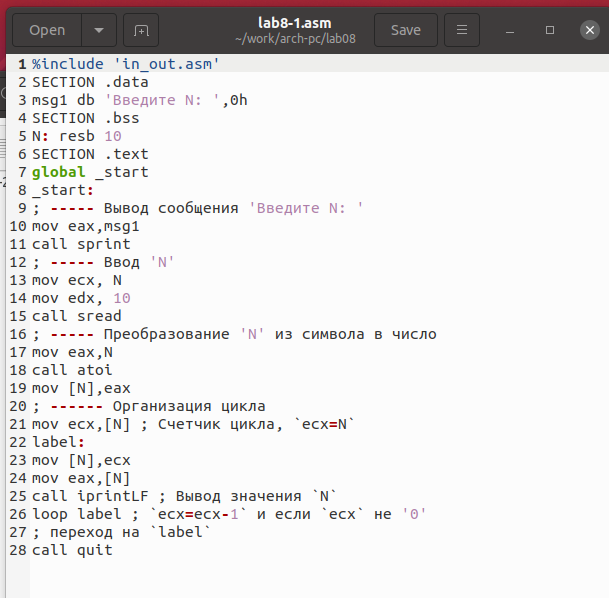 Open
lab8-1.asm
~/work/arch-pc/lab08
Save
1 %include 'in_out.asm'
2 SECTION .data
3 msg1 db 'Введите N: ',0h
4 SECTION .bss
5 N: resb 10
6 SECTION .text
7 global _start
8 _start:
9 ; ----- Вывод сообщения 'Введите N: '
10 mov eax,msg1
11 call sprint
12 ; ----- Ввод 'N'
13 mov ecx, N
14 mov edx, 10
15 call sread
16 ; ----- Преобразование 'N' из символа в число
17 mov eax,N
18 call atoi
19 mov [N],eax
20 ; ------ Организация цикла
21 mov ecx,[N] ; Счетчик цикла, `ecx=N`
22 label:
23 mov [N],ecx
24 mov eax,[N]
25 call iprintLF ; Вывод значения `N`
26 loop label ; `ecx=ecx-1` и если `ecx` не '0'
27 ; переход на `label`
28 call quit